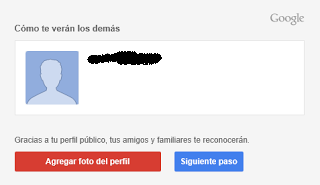 Google
Cómo te verán los demás
Gracias a tu perfil público, tus amigos y familiares te reconocerán.
Agregar foto del perfil
Siguiente paso